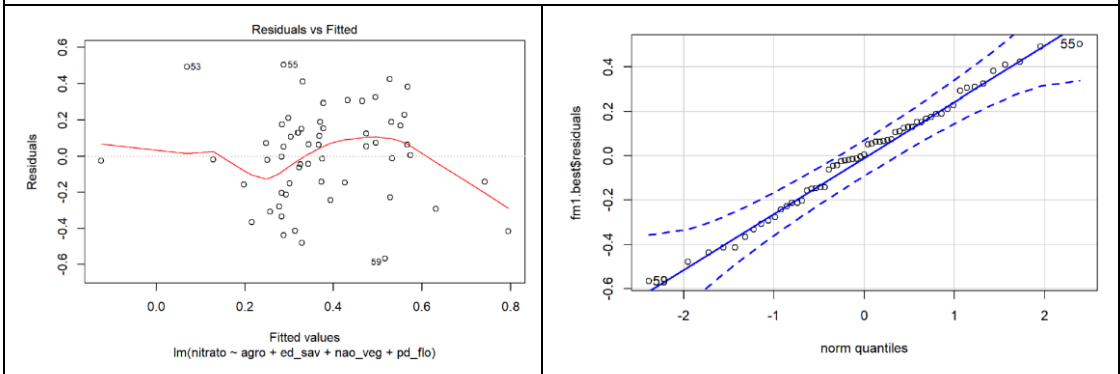 Residuals vs Fitted
Residuals
0.6
0.4
0.2
0.0
-0.2
-0.4
-0.6
53
55
59
0.0 0.2 0.4 0.6 0.8
Fitted values
lm(nitrato ~ agro + ed_sav + nao_veg + pd_flo)
fm1.best$residuals
0.4
0.2
0.0
-0.2
-0.4
-0.6
55
59
-2 -1 0 1 2
norm quantiles